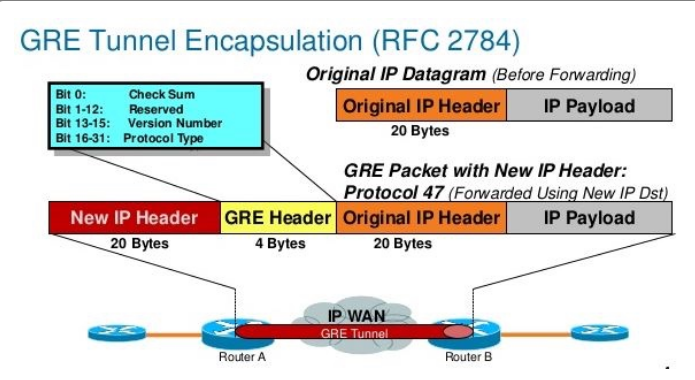 GRE Tunnel Encapsulation (RFC 2784)
Original IP Datagram (Before Forwarding)
Bit 0: Check Sum
Bit 1-12: Reserved
Bit 13-15: Version Number
Bit 16-31: Protocol Type
Original IP Header IP Payload
20 Bytes
GRE Packet with New IP Header:
Protocol 47 (Forwarded Using New IP Dst)
New IP Header GRE Header Original IP Header IP Payload
20 Bytes 4 Bytes 20 Bytes
IP WAN
GRE Tunnel
Router A Router B